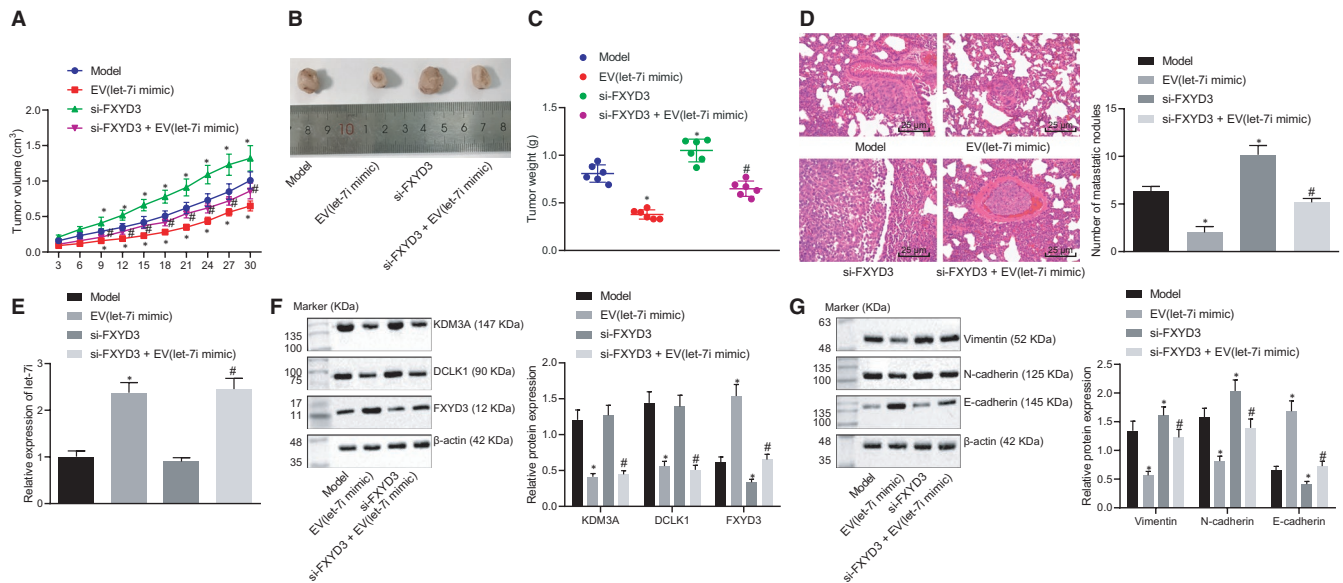 A
Model
EV(let-7i mimic)
si-FXYD3
si-FXYD3 + EV(let-7i mimic)
Tumor volume (cm3)
2.0
1.5
1.0
0.5
0.0
3 6 9 12 15 18 21 24 27 30
* * * * * * * *
# # # # # # # #
* * * * * * * *
B
7 8 9 10 1 2 3 4 5 6 7 8
Model
EV(let-7i mimic)
si-FXYD3
si-FXYD3 + EV(let-7i mimic)
C
Model
EV(let-7i mimic)
si-FXYD3
si-FXYD3 + EV(let-7i mimic)
Tumor weight (g)
1.5
1.0
0.5
0.0
* * #
D
25 μm
25 μm
Model
EV(let-7i mimic)
25 μm
25 μm
si-FXYD3
si-FXYD3 + EV(let-7i mimic)
Model
EV(let-7i mimic)
si-FXYD3
si-FXYD3 + EV(let-7i mimic)
Number of matastatic nodules
15
10
5
0
* * #
E
Model
EV(let-7i mimic)
si-FXYD3
si-FXYD3 + EV(let-7i mimic)
Relative expression of let-7i
3
2
1
0
* #
F
Marker (KDa)
KDM3A (147 KDa)
135
100
DCLK1 (90 KDa)
100
75
FXYD3 (12 KDa)
17
11
β-actin (42 KDa)
48
35
Model
EV(let-7i mimic)
si-FXYD3
si-FXYD3 + EV(let-7i mimic)
Model
EV(let-7i mimic)
si-FXYD3
si-FXYD3 + EV(let-7i mimic)
Relative protein expression
2.0
1.5
1.0
0.5
0.0
* # * # * * #
KDM3A DCLK1 FXYD3
G
Marker (KDa)
63
48
Vimentin (52 KDa)
135
100
N-cadherin (125 KDa)
E-cadherin (145 KDa)
135
100
β-actin (42 KDa)
48
35
Model
EV(let-7i mimic)
si-FXYD3
si-FXYD3 + EV(let-7i mimic)
Model
EV(let-7i mimic)
si-FXYD3
si-FXYD3 + EV(let-7i mimic)
Relative protein expression
2.5
2.0
1.5
1.0
0.5
0.0
* * # * * # * * #
Vimentin N-cadherin E-cadherin